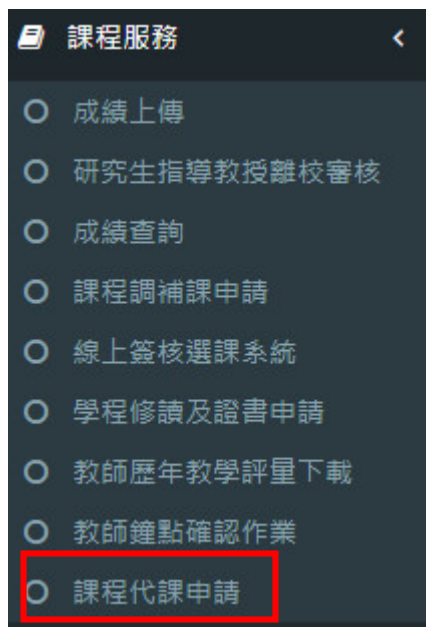 課程服務
成績上傳
研究生指導教授離校審核
成績查詢
課程調補課申請
線上簽核選課系統
學程修讀及證書申請
教師歷年教學評量下載
教師鐘點確認作業
課程代課申請